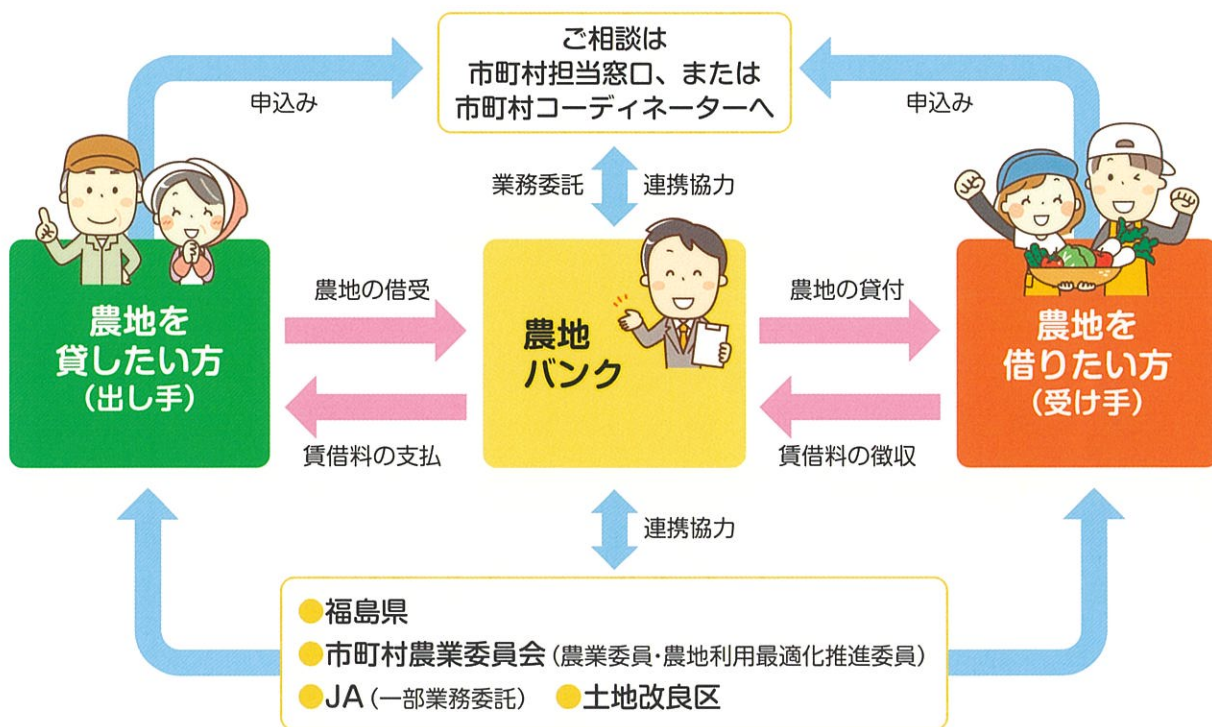 ご相談は
市町村担当窓口、または
市町村コーディネーターへ
申込み
申込み
業務委託
連携協力
農地を
貸したい方
(出し手)
農地の借受
賃借料の支払
農地
バンク
農地の貸付
賃借料の徴収
農地を
借りたい方
(受け手)
連携協力
●福島県
●市町村農業委員会(農業委員・農地利用最適化推進委員)
●JA(一部業務委託) ●土地改良区